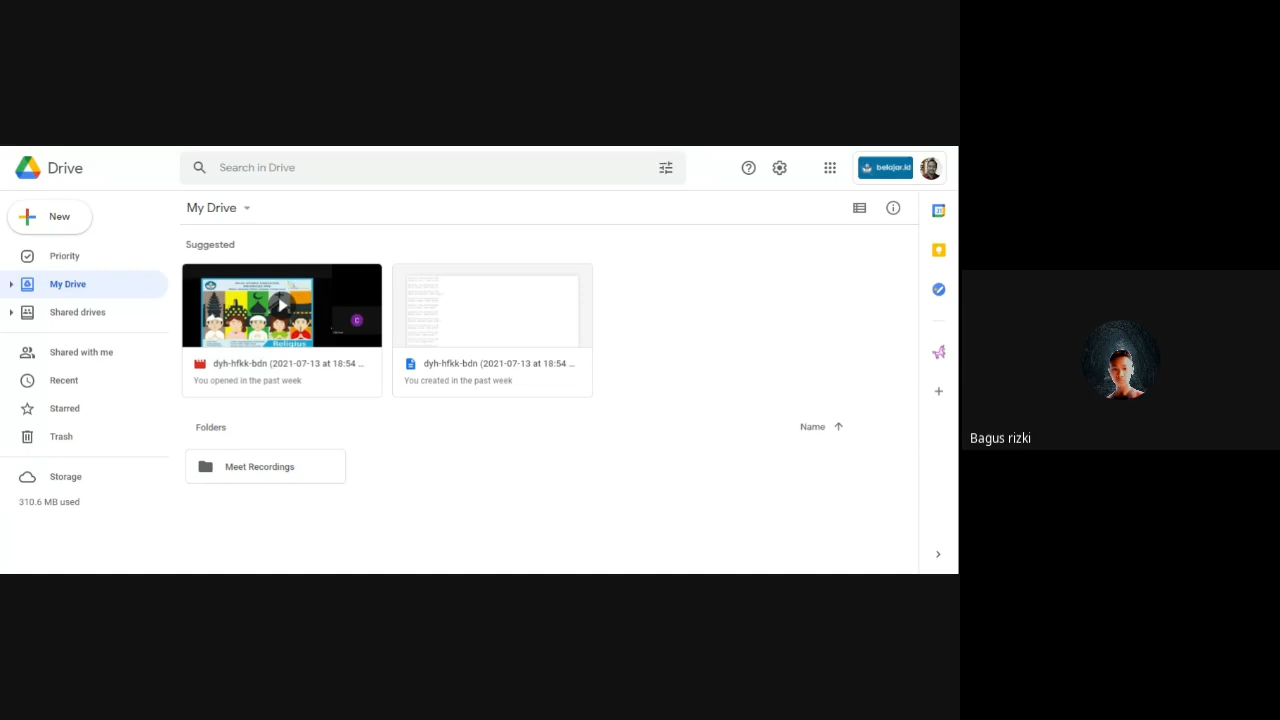 Drive
Search in Drive
belajar.id
New
My Drive
Priority
My Drive
Shared drives
Shared with me
Recent
Starred
Trash
Storage
310.6 MB used
Suggested
Religius
C
dyh-hfkk-bdn (2021-07-13 at 18:54 ...
You opened in the past week
dyh-hfkk-bdn (2021-07-13 at 18:54 ...
You created in the past week
Folders
Name
Meet Recordings
Bagus rizki